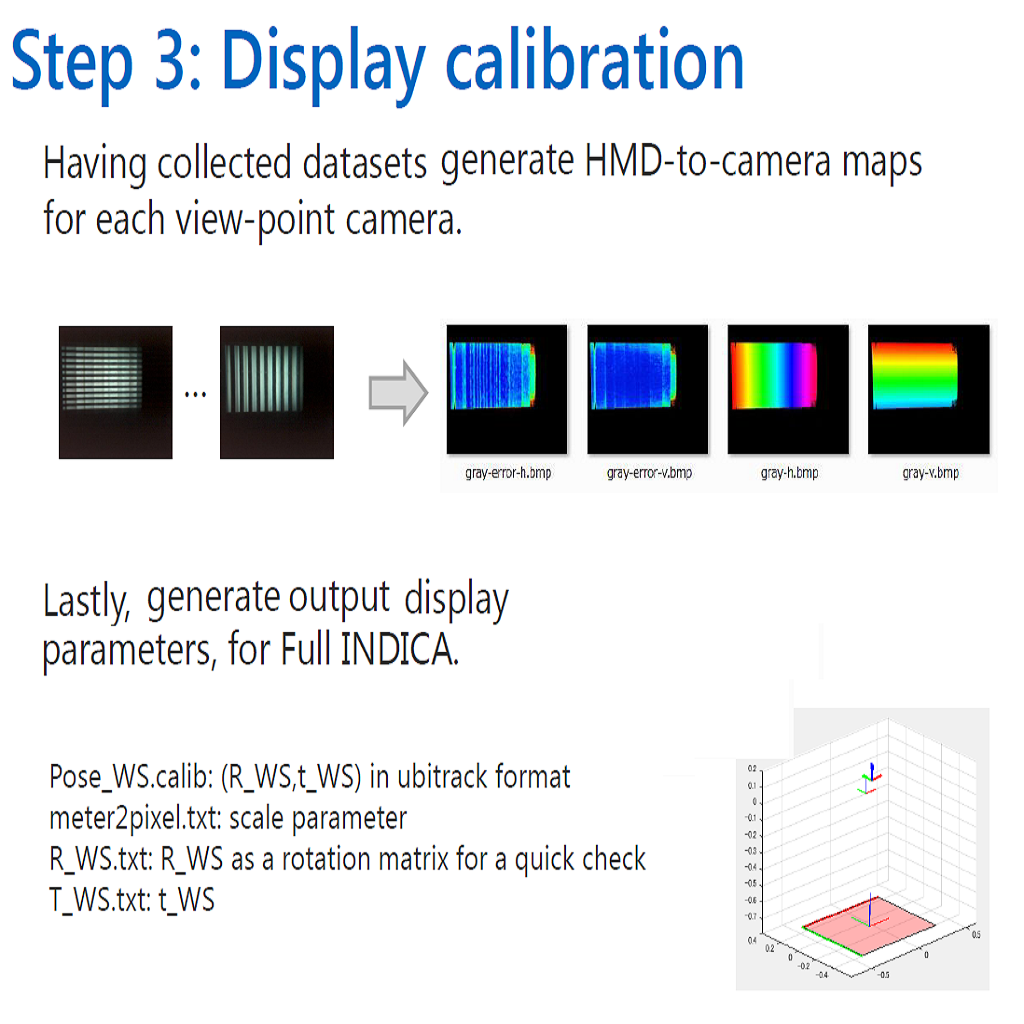 Step 3: Display calibration
Having collected datasets generate HMD-to-camera maps
for each view-point camera.
...
gray-error-h.bmp gray-error-v.bmp gray-h.bmp gray-v.bmp
Lastly, generate output display
parameters, for Full INDICA.
Pose_WS.calib: (R_WS,t_WS) in ubitrack format
meter2pixel.txt: scale parameter
R_WS.txt: R_WS as a rotation matrix for a quick check
T_WS.txt: t_WS
0.2
0.1
0
-0.1
-0.2
-0.3
-0.4
-0.5
-0.6
-0.7
0.4 0.2 0 -0.2 -0.4
-0.5 0 0.5